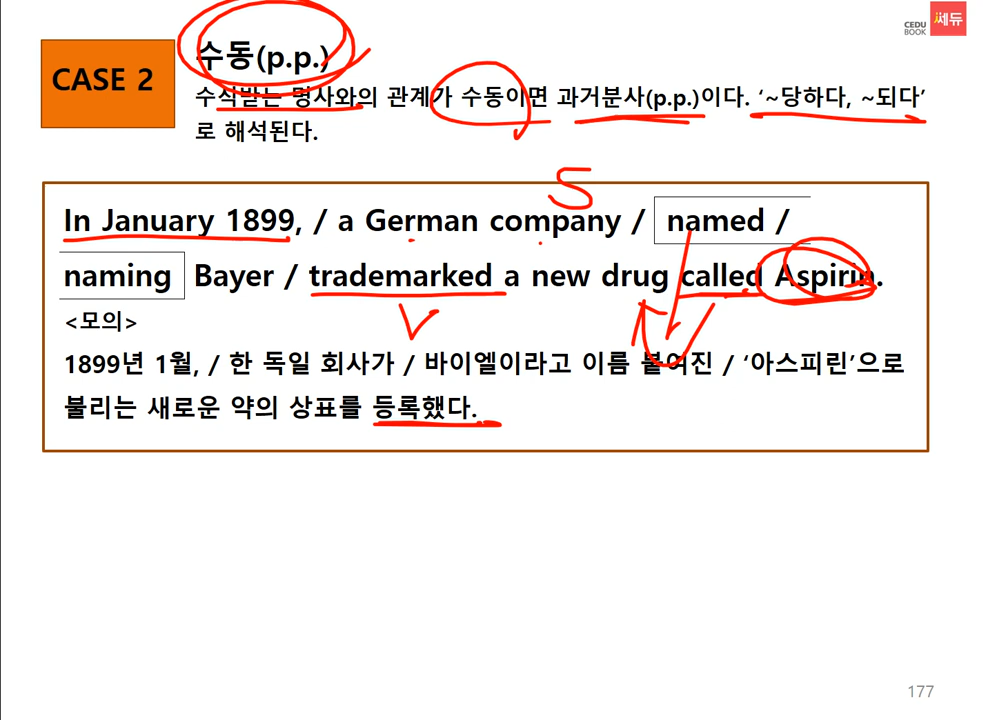 CEDU
BOOK
쎄듀
CASE 2
수동(p.p.)
수식받는 명사와의 관계가 수동이면 과거분사(p.p.)이다. ‘~당하다, ~되다’
로 해석된다.
S
In January 1899, / a German company / named /
naming Bayer / trademarked a new drug called Aspirin.
V
<모의>
1899년 1월, / 한 독일 회사가 / 바이엘이라고 이름 붙여진 / ‘아스피린’으로
불리는 새로운 약의 상표를 등록했다.
177